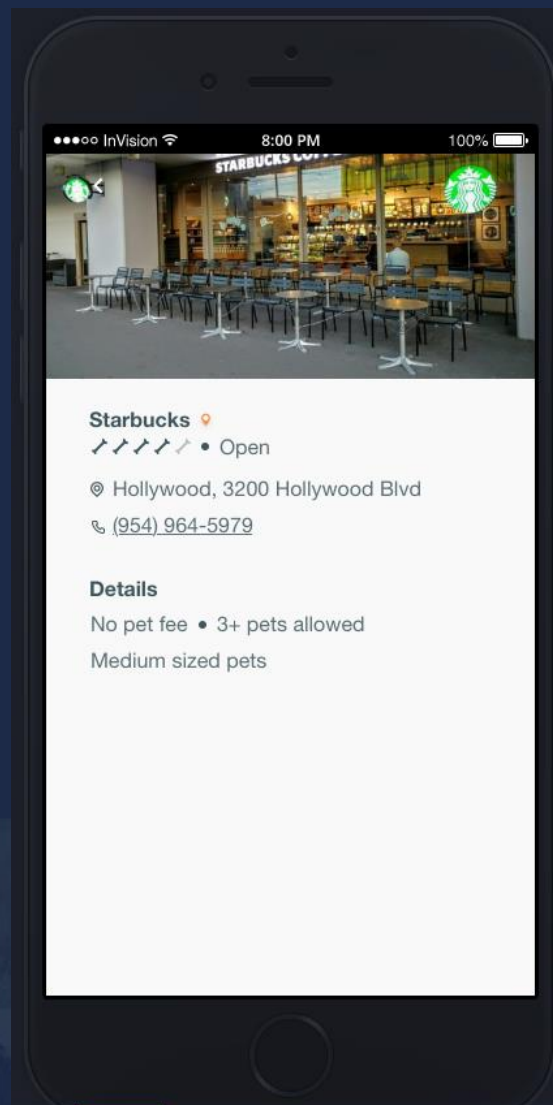 InVision 8:00 PM 100%
STARBUCKS COFFEE
Starbucks
• Open
Hollywood, 3200 Hollywood Blvd
(954) 964-5979
Details
No pet fee • 3+ pets allowed
Medium sized pets